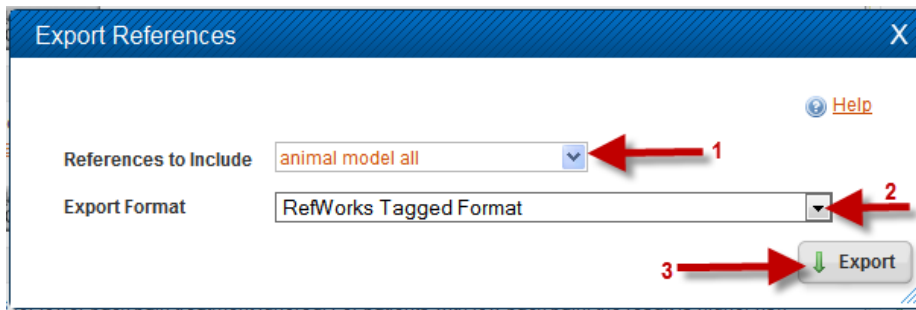 Export References X
Help
References to Include animal model all 1
Export Format RefWorks Tagged Format 2
3 Export